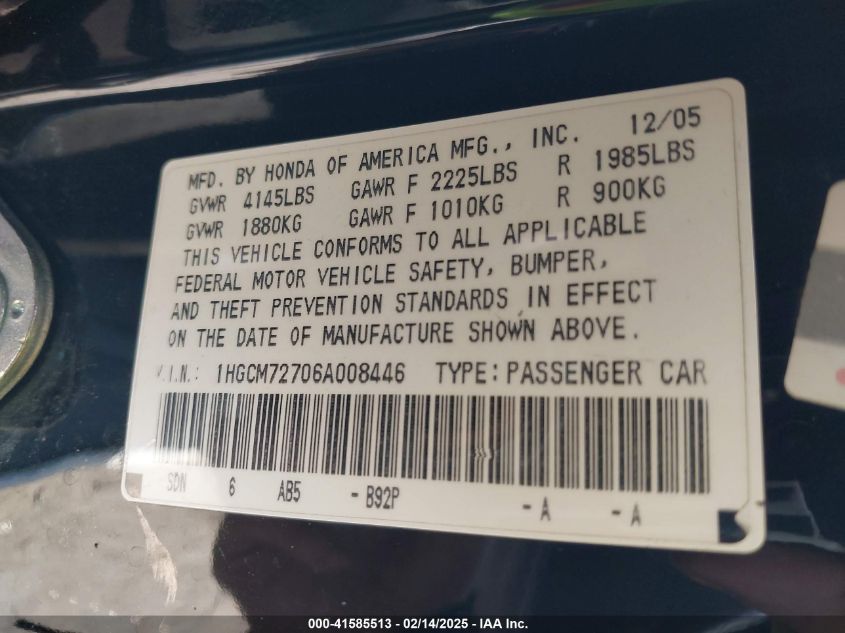 MFD. BY HONDA OF AMERICA MFG., INC. 12/05
GVWR 4145LBS GAWR F 2225LBS R 1985LBS
GVWR 1880KG GAWR F 1010KG R 900KG
THIS VEHICLE CONFORMS TO ALL APPLICABLE
FEDERAL MOTOR VEHICLE SAFETY, BUMPER,
AND THEFT PREVENTION STANDARDS IN EFFECT
ON THE DATE OF MANUFACTURE SHOWN ABOVE.
V.I.N.: 1HGCM72706A008446 TYPE:PASSENGER CAR
SDN 6 AB5 - B92P - A - A
000-41585513 - 02/14/2025 - IAA Inc.